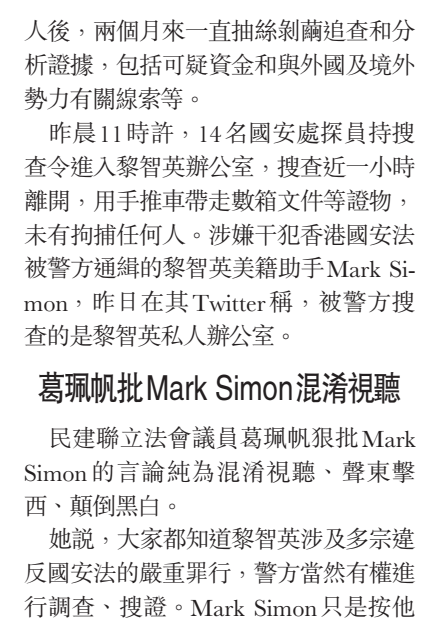 人後，兩個月來一直抽絲剝繭追查和分
析證據，包括可疑資金和與外國及境外
勢力有關線索等。
昨晨11時許，14名國安處探員持搜
查令進入黎智英辦公室，搜查近一小時
離開，用手推車帶走數箱文件等證物，
未有拘捕任何人。涉嫌干犯香港國安法
被警方通緝的黎智英美籍助手Mark Si-
mon，昨日在其Twitter稱，被警方搜
查的是黎智英私人辦公室。
葛珮帆批Mark Simon混淆視聽
民建聯立法會議員葛珮帆狠批Mark
Simon的言論純為混淆視聽、聲東擊
西、顛倒黑白。
她説，大家都知道黎智英涉及多宗違
反國安法的嚴重罪行，警方當然有權進
行調查、搜證。Mark Simon只是按他